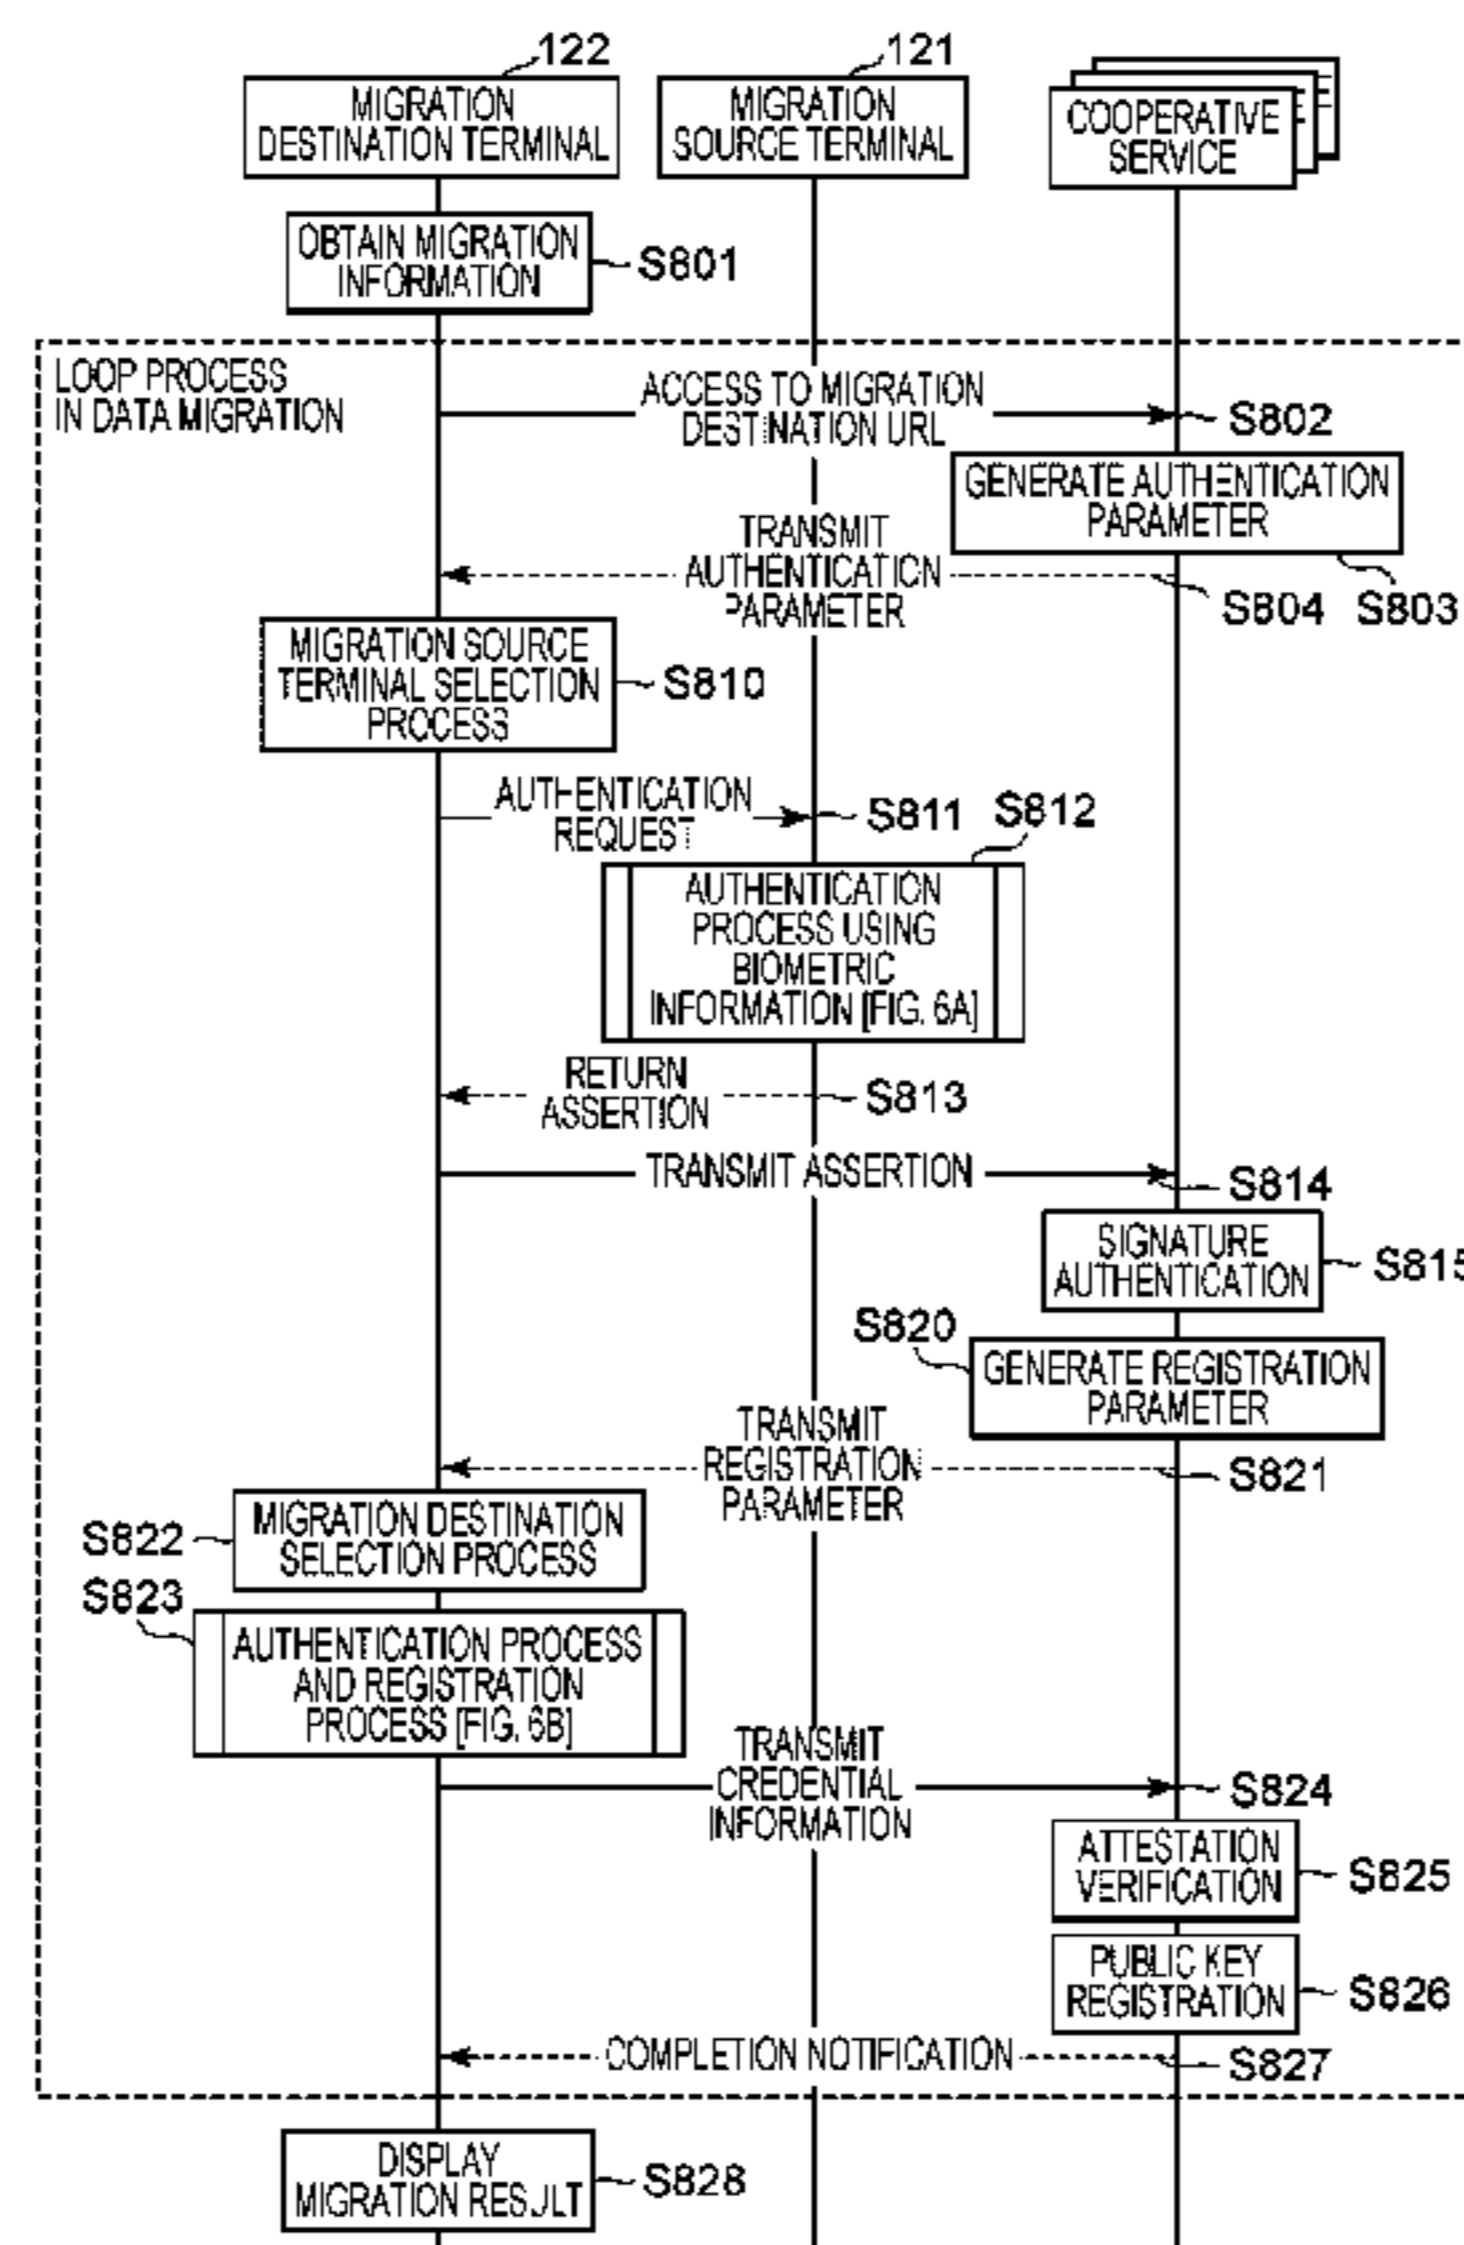 122
121
MIGRATION
DESTINATION TERMINAL
MIGRATION
SOURCE TERMINAL
COOPERATIVE
SERVICE
OBTAIN MIGRATION
INFORMATION
S801
LOOP PROCESS
IN DATA MIGRATION
ACCESS TO MIGRATION
DESTINATION URL
S802
GENERATE AUTHENTICATION
PARAMETER
S803
TRANSMIT
AUTHENTICATION
PARAMETER
S804
MIGRATION SOURCE
TERMINAL SELECTION
PROCESS
S810
AUTHENTICATION
REQUEST
S811
S812
AUTHENTICATION
PROCESS USING
BIOMETRIC
INFORMATION [FIG. 6A]
RETURN
ASSERTION
S813
TRANSMIT ASSERTION
S814
SIGNATURE
AUTHENTICATION
S815
S820
GENERATE REGISTRATION
PARAMETER
TRANSMIT
REGISTRATION
PARAMETER
S821
S822
MIGRATION DESTINATION
SELECTION PROCESS
S823
AUTHENTICATION PROCESS
AND REGISTRATION
PROCESS [FIG. 6B]
TRANSMIT
CREDENTIAL
INFORMATION
S824
ATTESTATION
VERIFICATION
S825
PUBLIC KEY
REGISTRATION
S826
COMPLETION NOTIFICATION
S827
DISPLAY
MIGRATION RESULT
S828